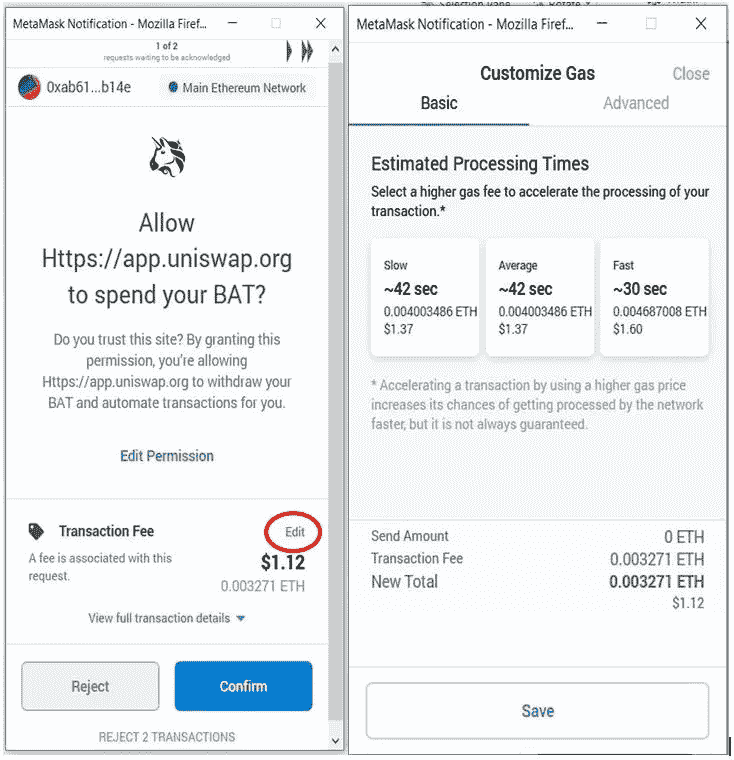 MetaMask Notification - Mozilla Firef...
1 of 2
requests waiting to be acknowledged
0xab61...b14e
Main Ethereum Network
Allow
Https://app.uniswap.org
to spend your BAT?
Do you trust this site? By granting this
permission, you're allowing
Https://app.uniswap.org to withdraw your
BAT and automate transactions for you.
Edit Permission
Transaction Fee
Edit
A fee is associated with this
request.
$1.12
0.003271 ETH
View full transaction details
Reject
Confirm
REJECT 2 TRANSACTIONS
MetaMask Notification - Mozilla Firef...
Customize Gas
Close
Basic
Advanced
Estimated Processing Times
Select a higher gas fee to accelerate the processing of your
transaction.*
Slow
~42 sec
0.004003486 ETH
$1.37
Average
~42 sec
0.004003486 ETH
$1.37
Fast
~30 sec
0.004687008 ETH
$1.60
* Accelerating a transaction by using a higher gas price
increases its chances of getting processed by the network
faster, but it is not always guaranteed.
Send Amount
0 ETH
Transaction Fee
0.003271 ETH
New Total
0.003271 ETH
$1.12
Save